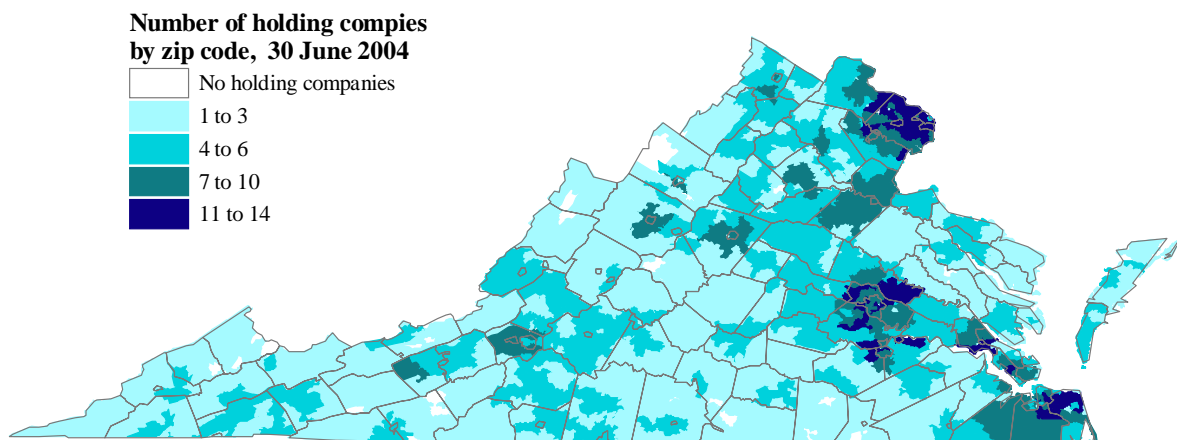 Number of holding compies
by zip code, 30 June 2004
No holding companies
1 to 3
4 to 6
7 to 10
11 to 14